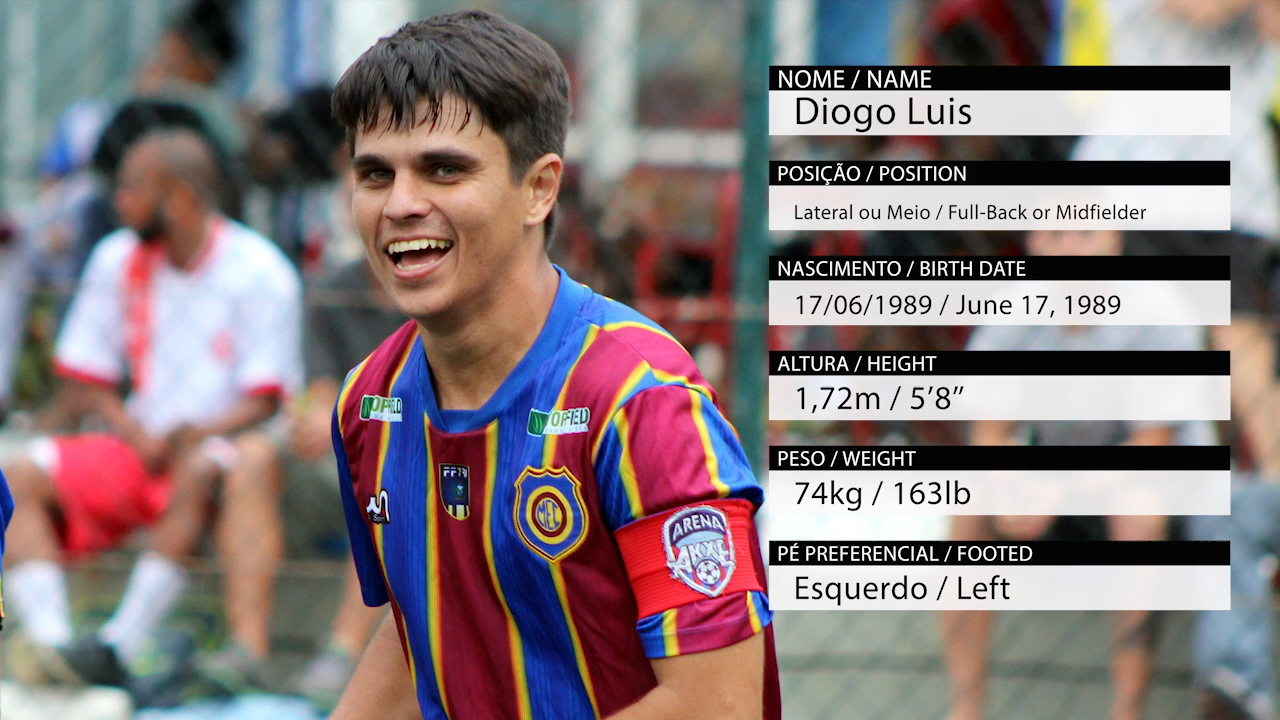 NOME / NAME
Diogo Luis
POSIÇÃO / POSITION
Lateral ou Meio / Full-Back or Midfielder
NASCIMENTO / BIRTH DATE
17/06/1989 / June 17, 1989
ALTURA / HEIGHT
1,72m / 5’8”
PESO / WEIGHT
74kg / 163lb
PÉ PREFERENCIAL / FOOTED
Esquerdo / Left
MEC
ARENA
AKXE